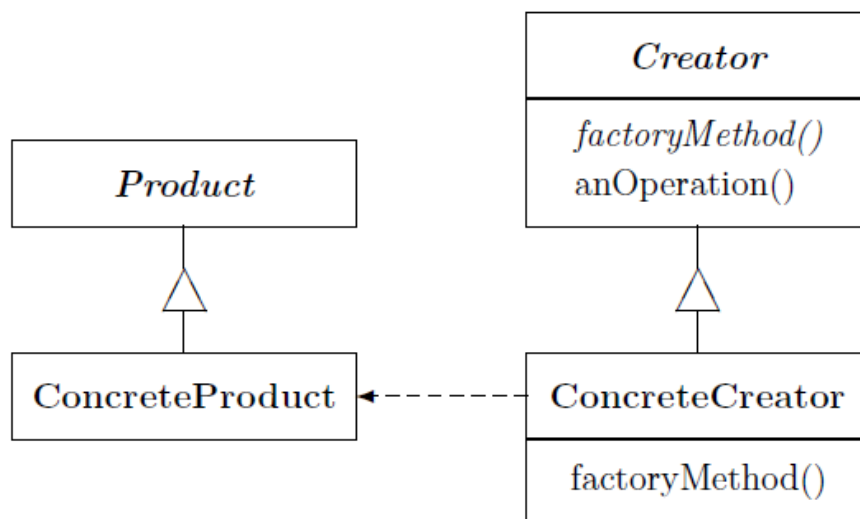 Creator
factoryMethod()
anOperation()
Product
ConcreteProduct
ConcreteCreator
factoryMethod()